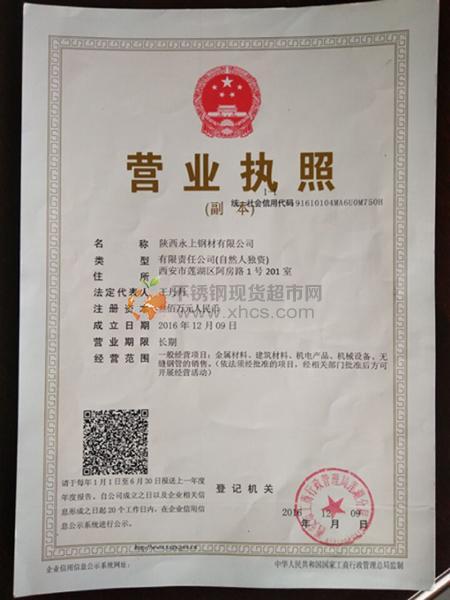 营业执照
(副 本)
1-1
统一社会信用代码 91610104MA6U0M750H
名 称 陕西永上钢材有限公司
类 型 有限责任公司(自然人独资)
住 所 西安市莲湖区阿房路1号201室
法定代表人 王丹
注册资本 佰万元人民币
成立日期 2016年12月09日
营业期限 长期
经营范围 一般经营项目：金属材料、建筑材料、机电产品、机械设备、无
缝钢管的销售。(依法须经批准的项目，经相关部门批准后方可
开展经营活动)
不锈钢现货超市网
www.xhcs.com
请于每年1月1日至6月30日报送上一年度
年度报告。自公司成立之日以及企业相关信
息形成之日起20个工作日内，在企业信用信
息公示系统进行公示。
登记机关
2016 12 09
年 月 日
企业信用信息公示系统网址：
中华人民共和国国家工商行政管理总局监制